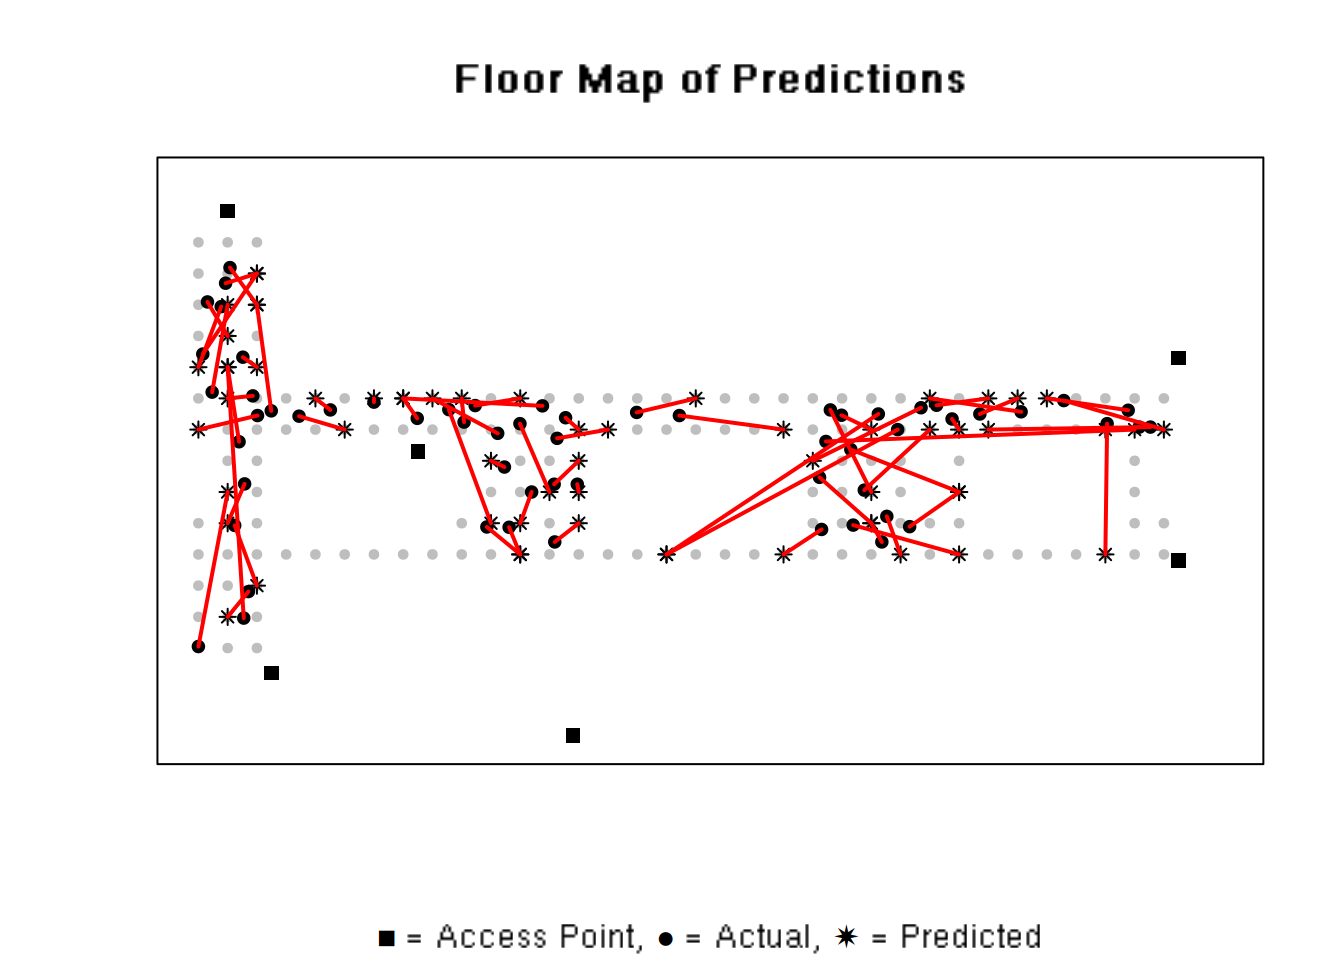 Floor Map of Predictions
■ = Access Point, ● = Actual, ✷ = Predicted